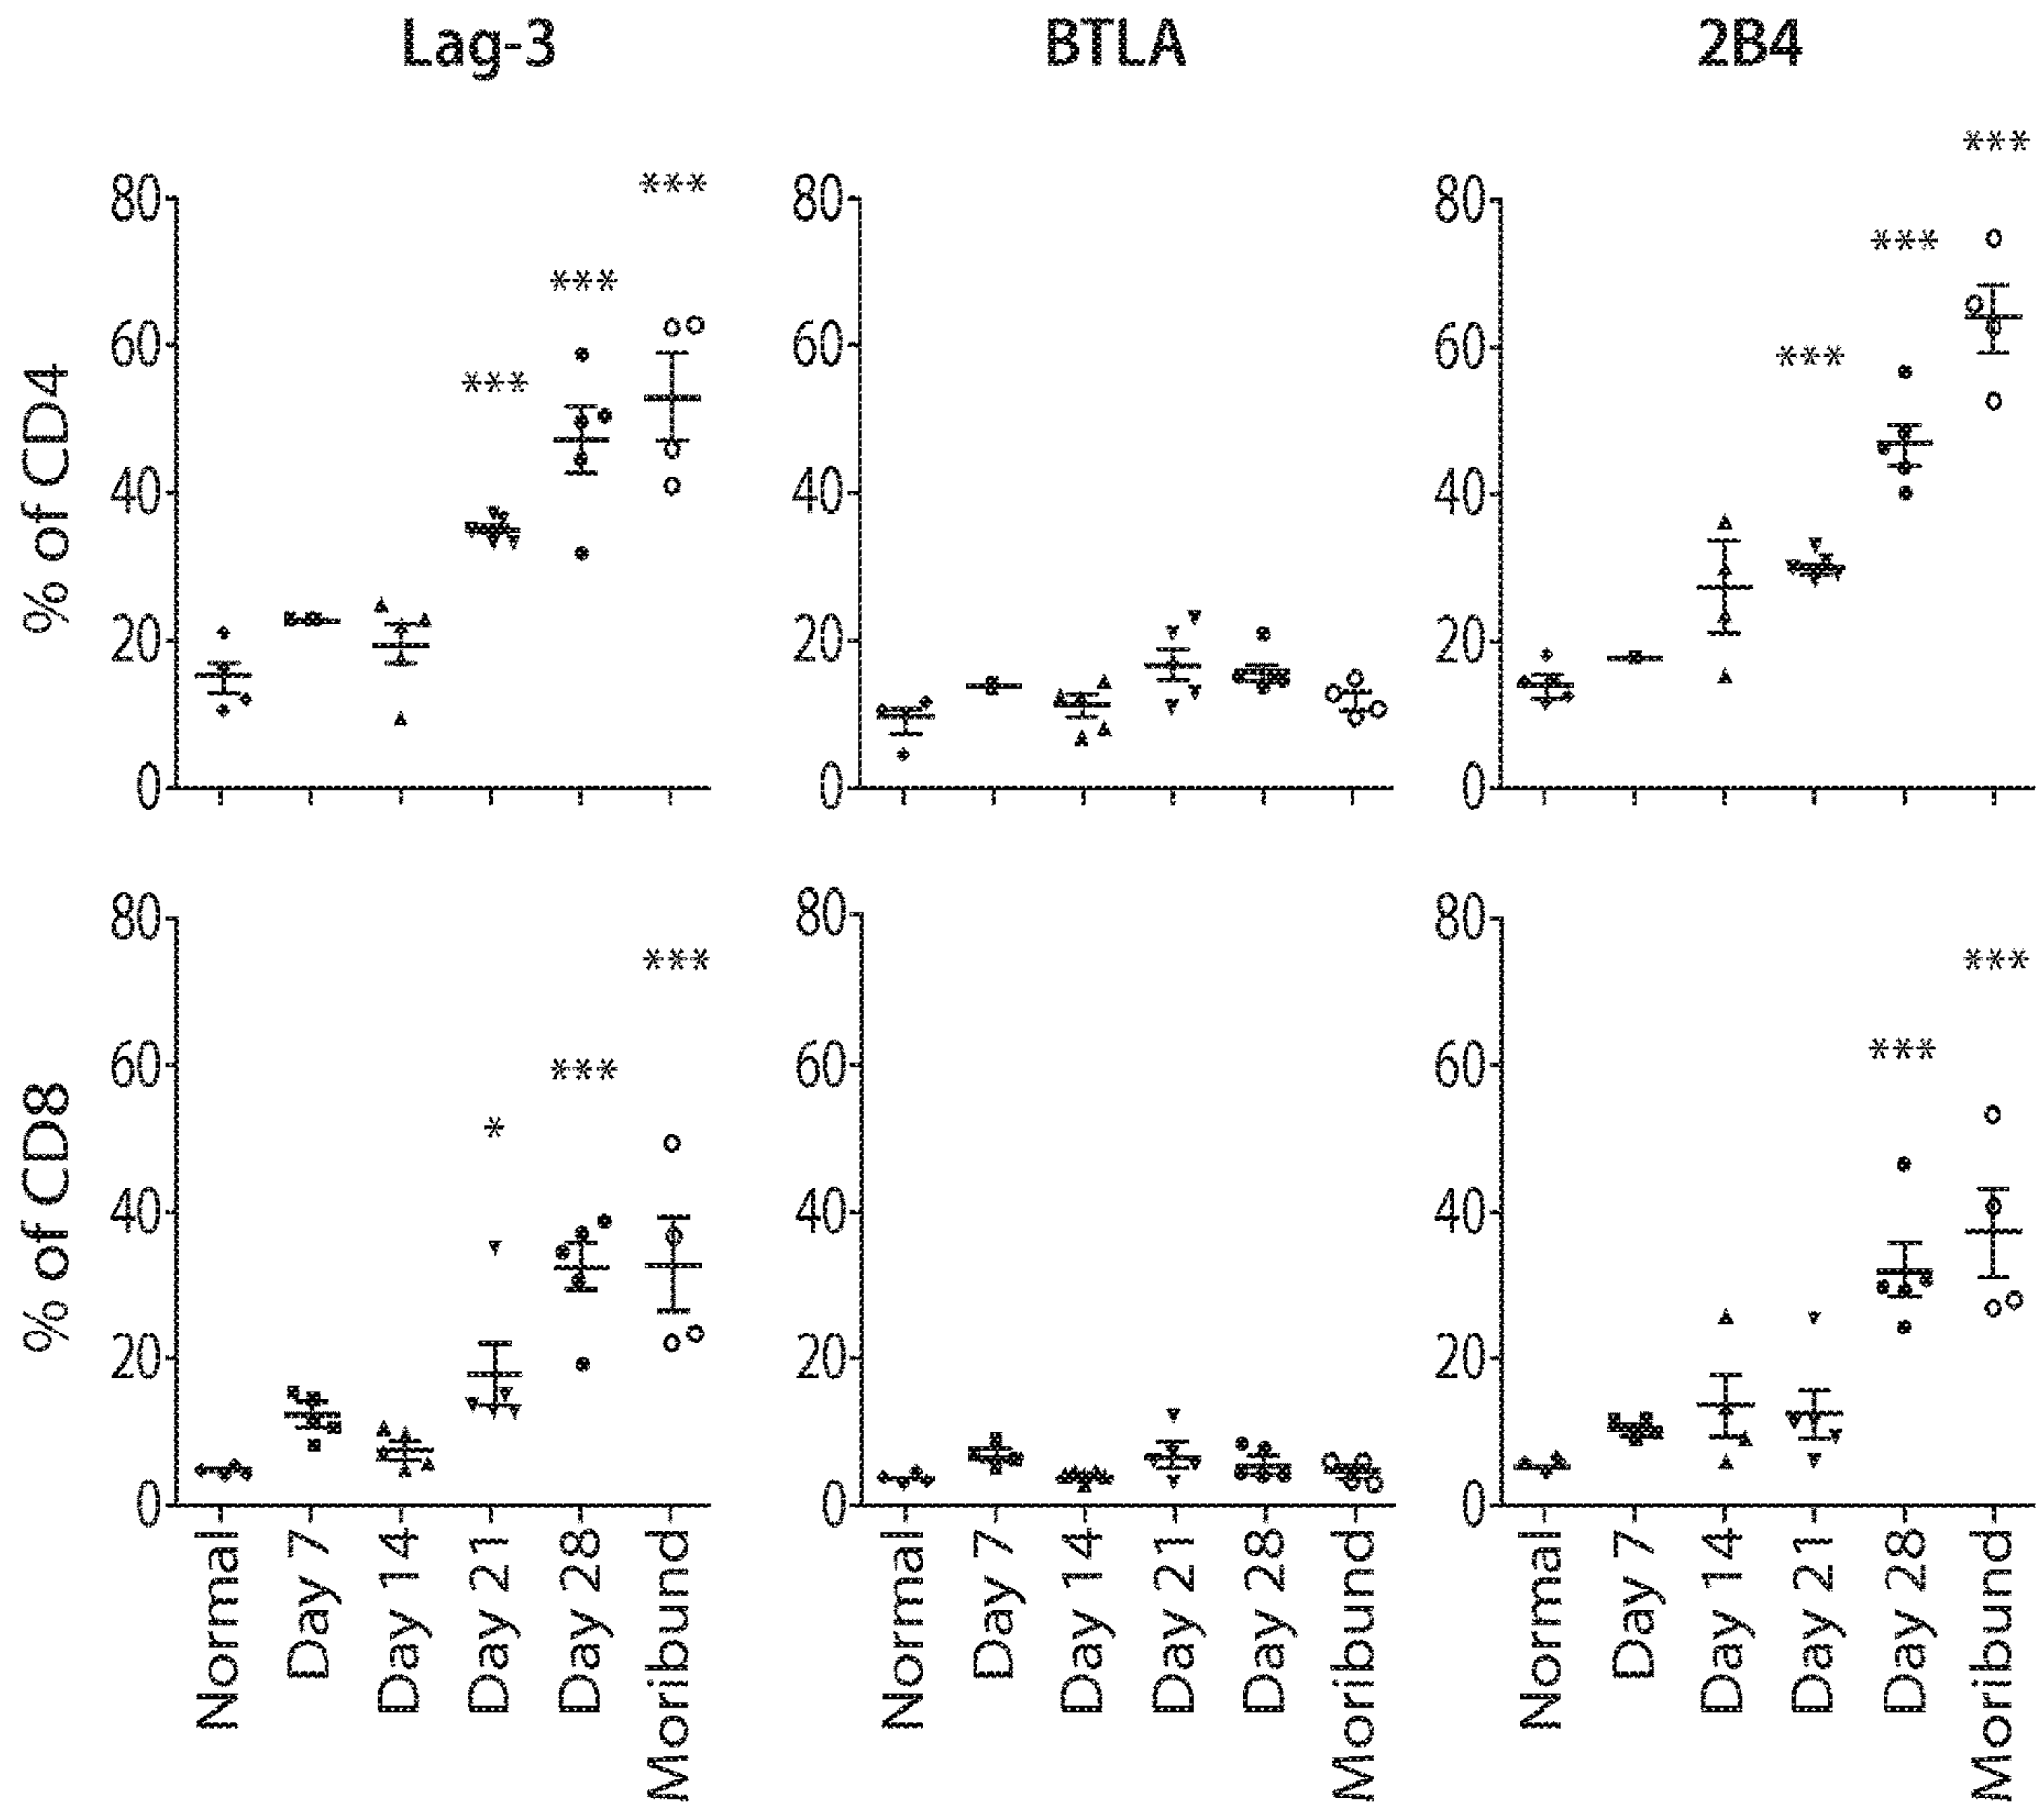 Lag-3 BTLA 2B4
% of CD4
80
60
40
20
0
*** *** ***
80
60
40
20
0
80
60
40
20
0
*** *** ***
% of CD8
80
60
40
20
0
* *** ***
80
60
40
20
0
80
60
40
20
0
*** ***
Normal
Day 7
Day 14
Day 21
Day 28
Moribund
Normal
Day 7
Day 14
Day 21
Day 28
Moribund
Normal
Day 7
Day 14
Day 21
Day 28
Moribund